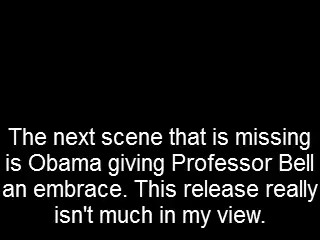 The next scene that is missing
is Obama giving Professor Bell
an embrace. This release really
isn't much in my view.